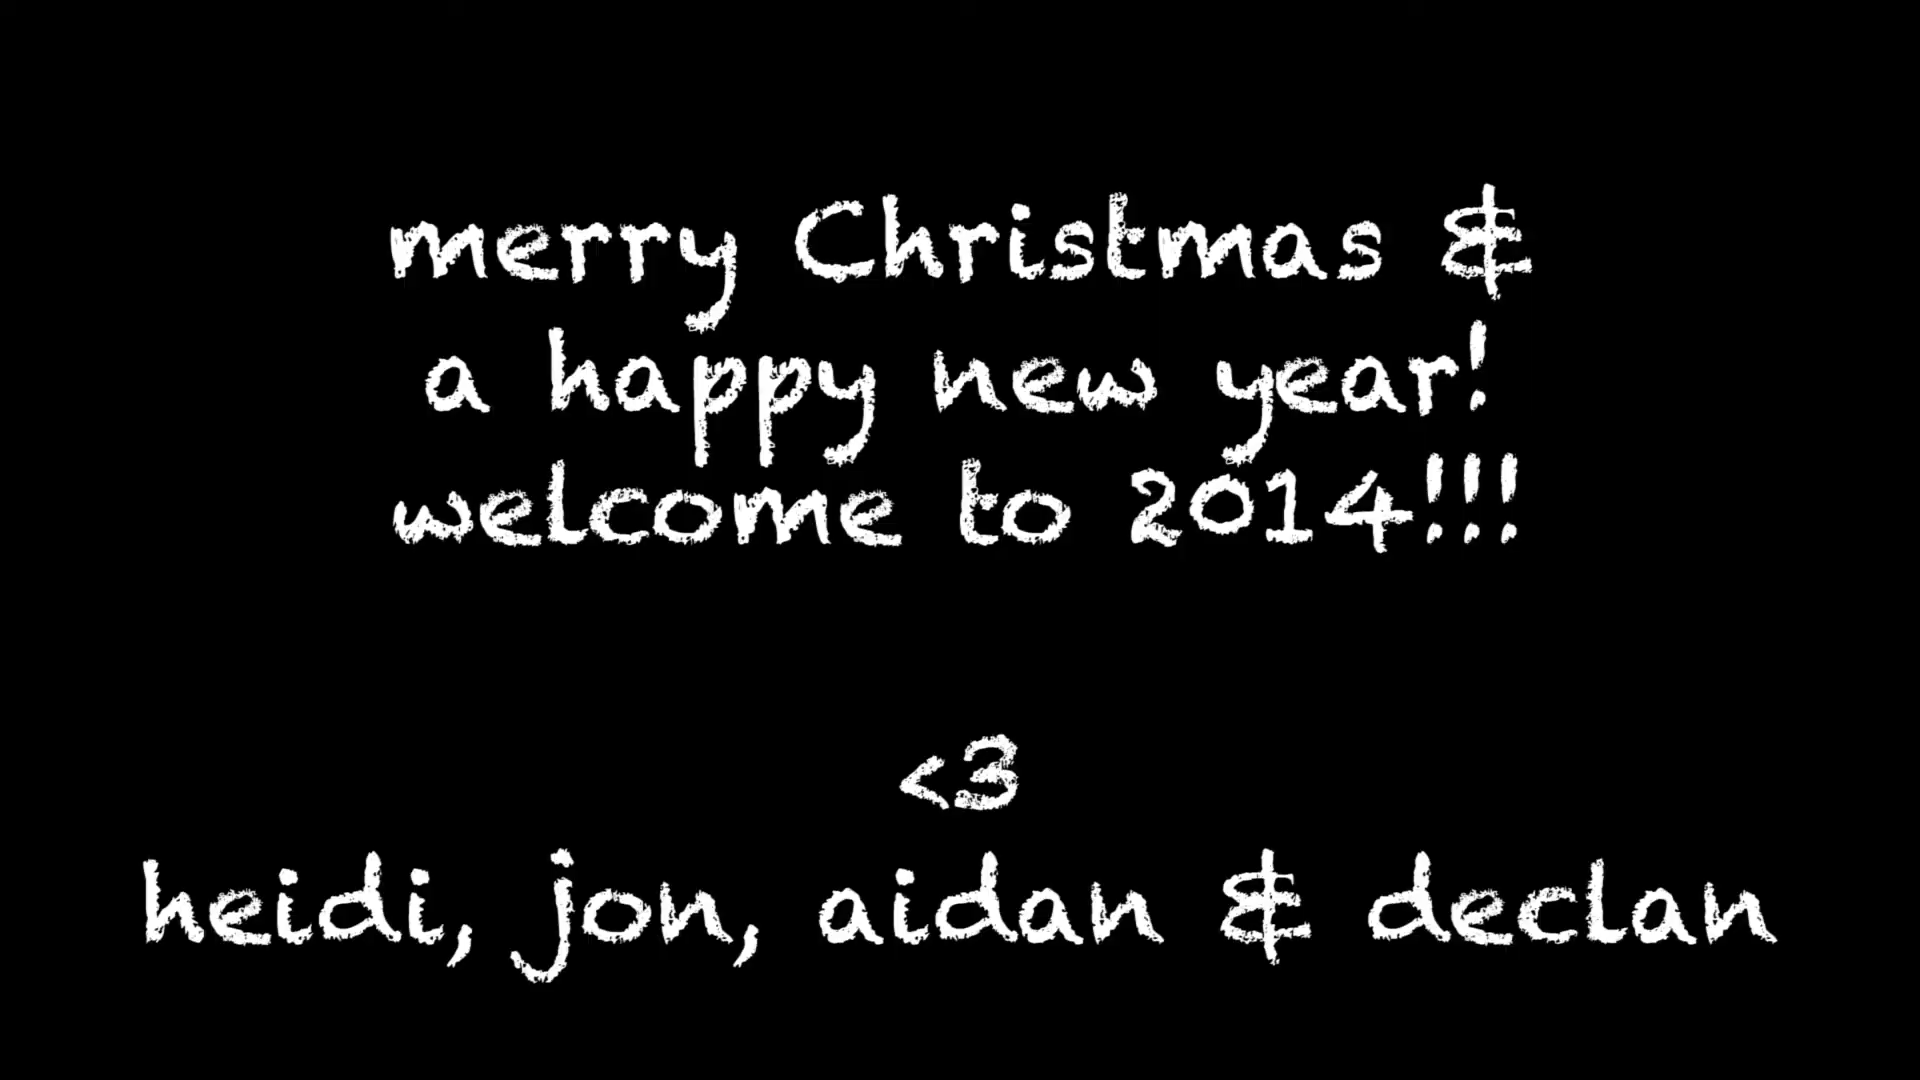 merry Christmas &
a happy new year!
welcome to 2014!!!
<3
heidi, jon, aidan & declan